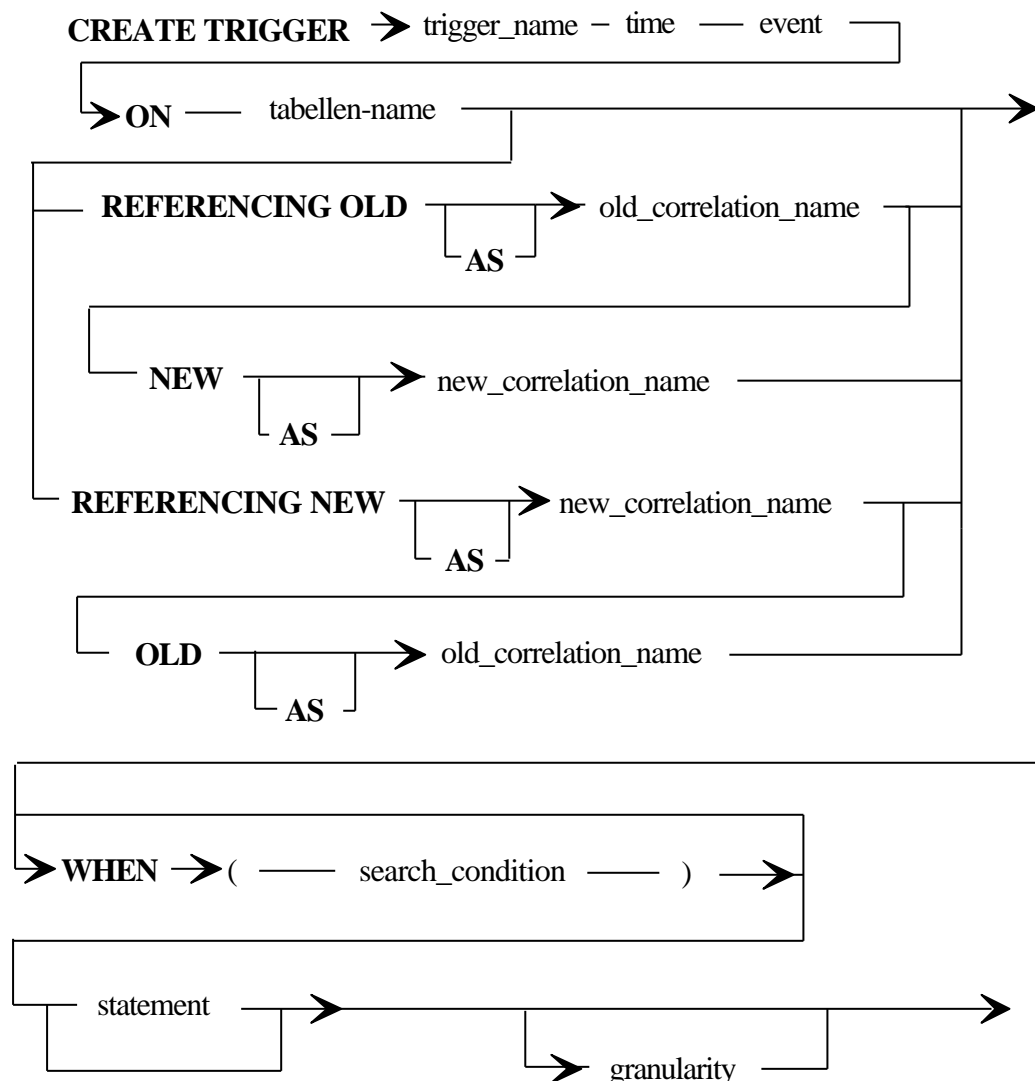 CREATE TRIGGER trigger_name time event
ON tabellen-name
REFERENCING OLD old_correlation_name
AS
NEW new_correlation_name
AS
REFERENCING NEW new_correlation_name
AS
OLD old_correlation_name
AS
WHEN ( search_condition )
statement
granularity